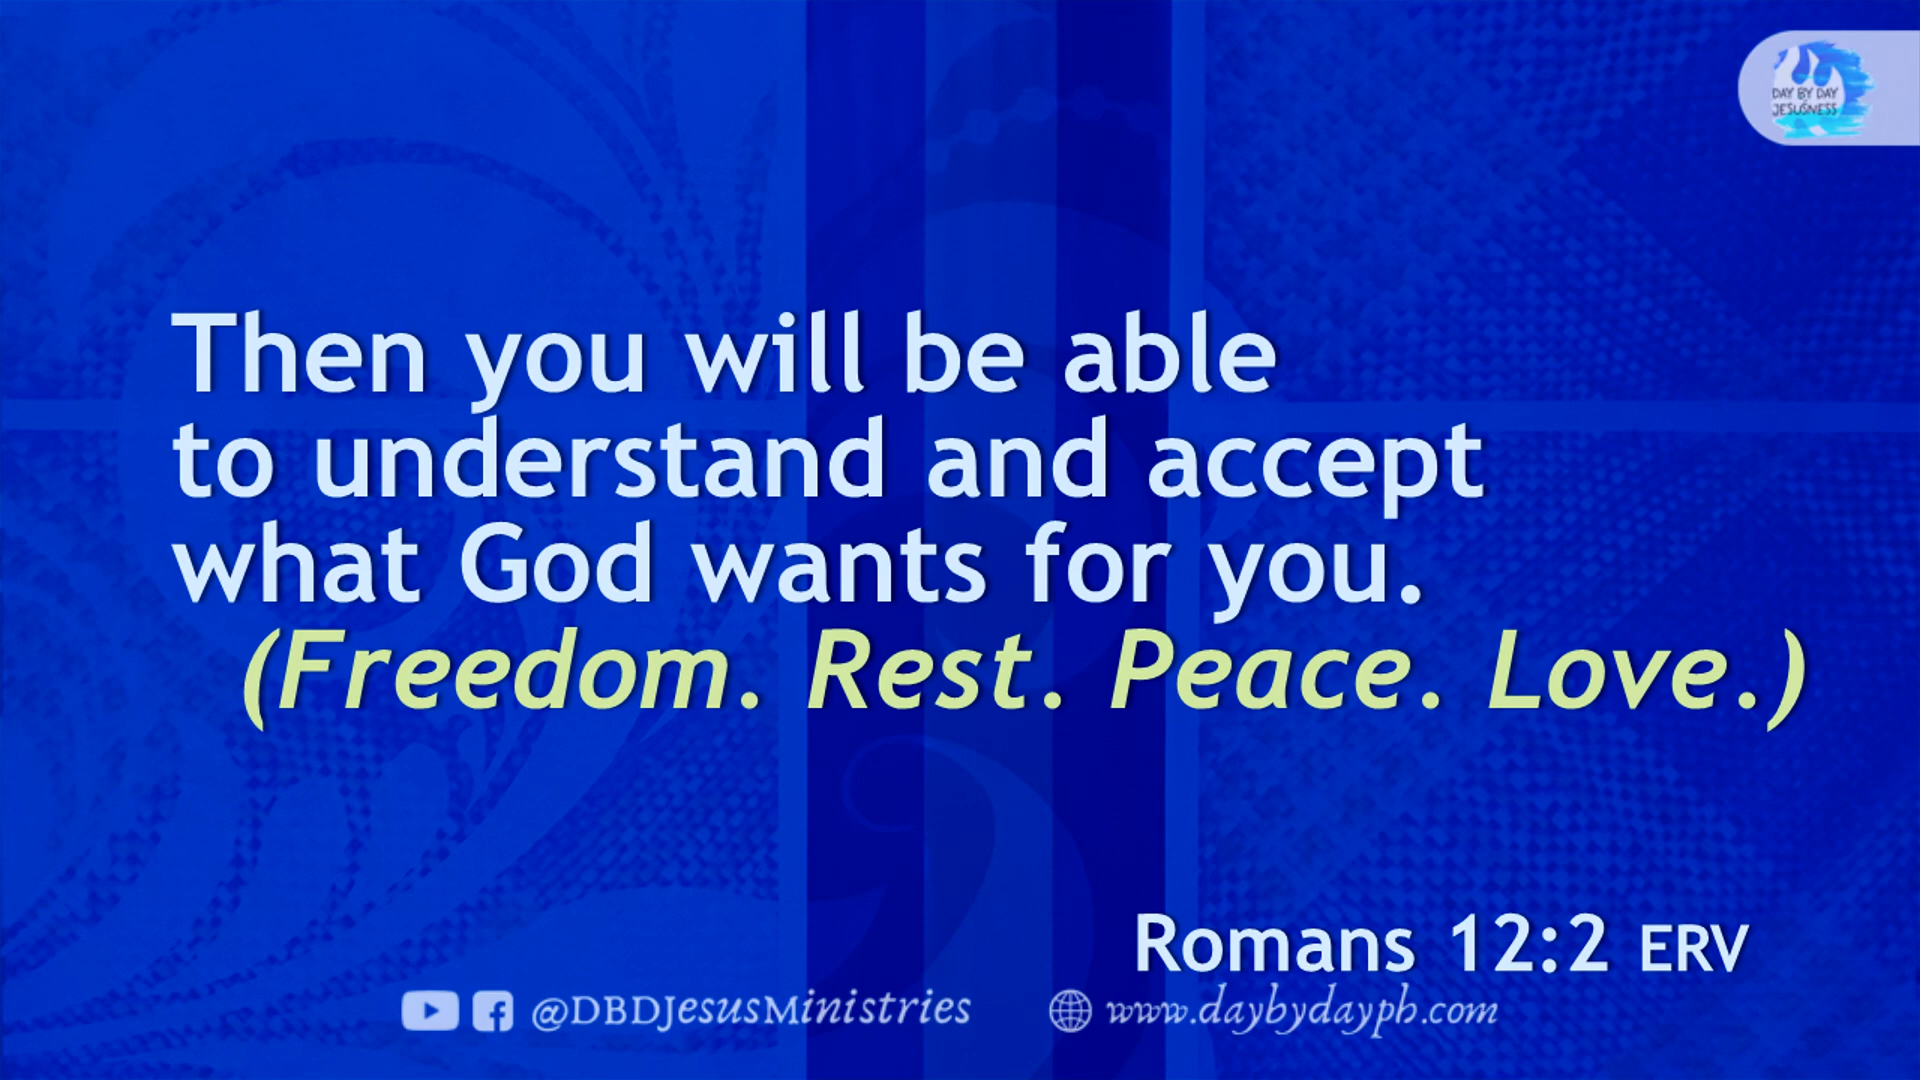 DAY BY DAY
JESUSNESS
Then you will be able
to understand and accept
what God wants for you.
(Freedom. Rest. Peace. Love.)
Romans 12:2 ERV
@DBDJesusMinistries www.daybydayph.com